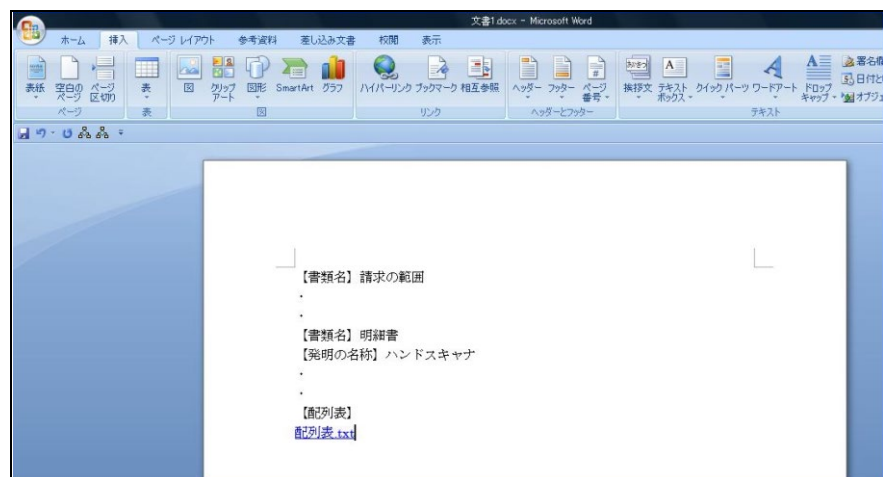 文書1.docx - Microsoft Word
ホーム 挿入 ページ レイアウト 参考資料 差し込み文書 校閲 表示
表紙 空白の ページ ページ 区切り 表 図 クリップ アート 図形 SmartArt グラフ ハイパーリンク ブックマーク 相互参照 ヘッダー フッター ページ 番号 挨拶文 テキスト ボックス クイック パーツ ワードアート ドロップ キャップ 署名欄 日付と オブジェ
ページ 表 図 リンク ヘッダーとフッター テキスト
【書類名】請求の範囲
・
・
【書類名】明細書
【発明の名称】ハンドスキャナ
・
・
【配列表】
配列表.txt